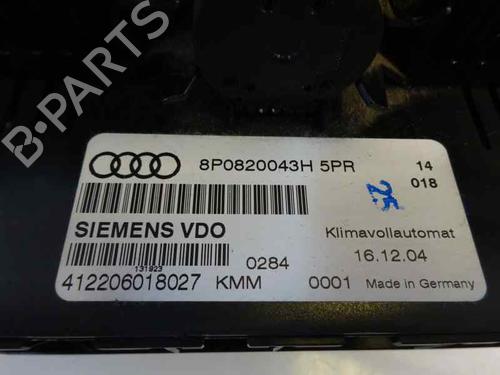 B-PARTS
8P0820043H 5PR 14
018
25
SIEMENS VDO
Klimavollautomat
131923
0284
16.12.04
412206018027 KMM 0001 Made in Germany